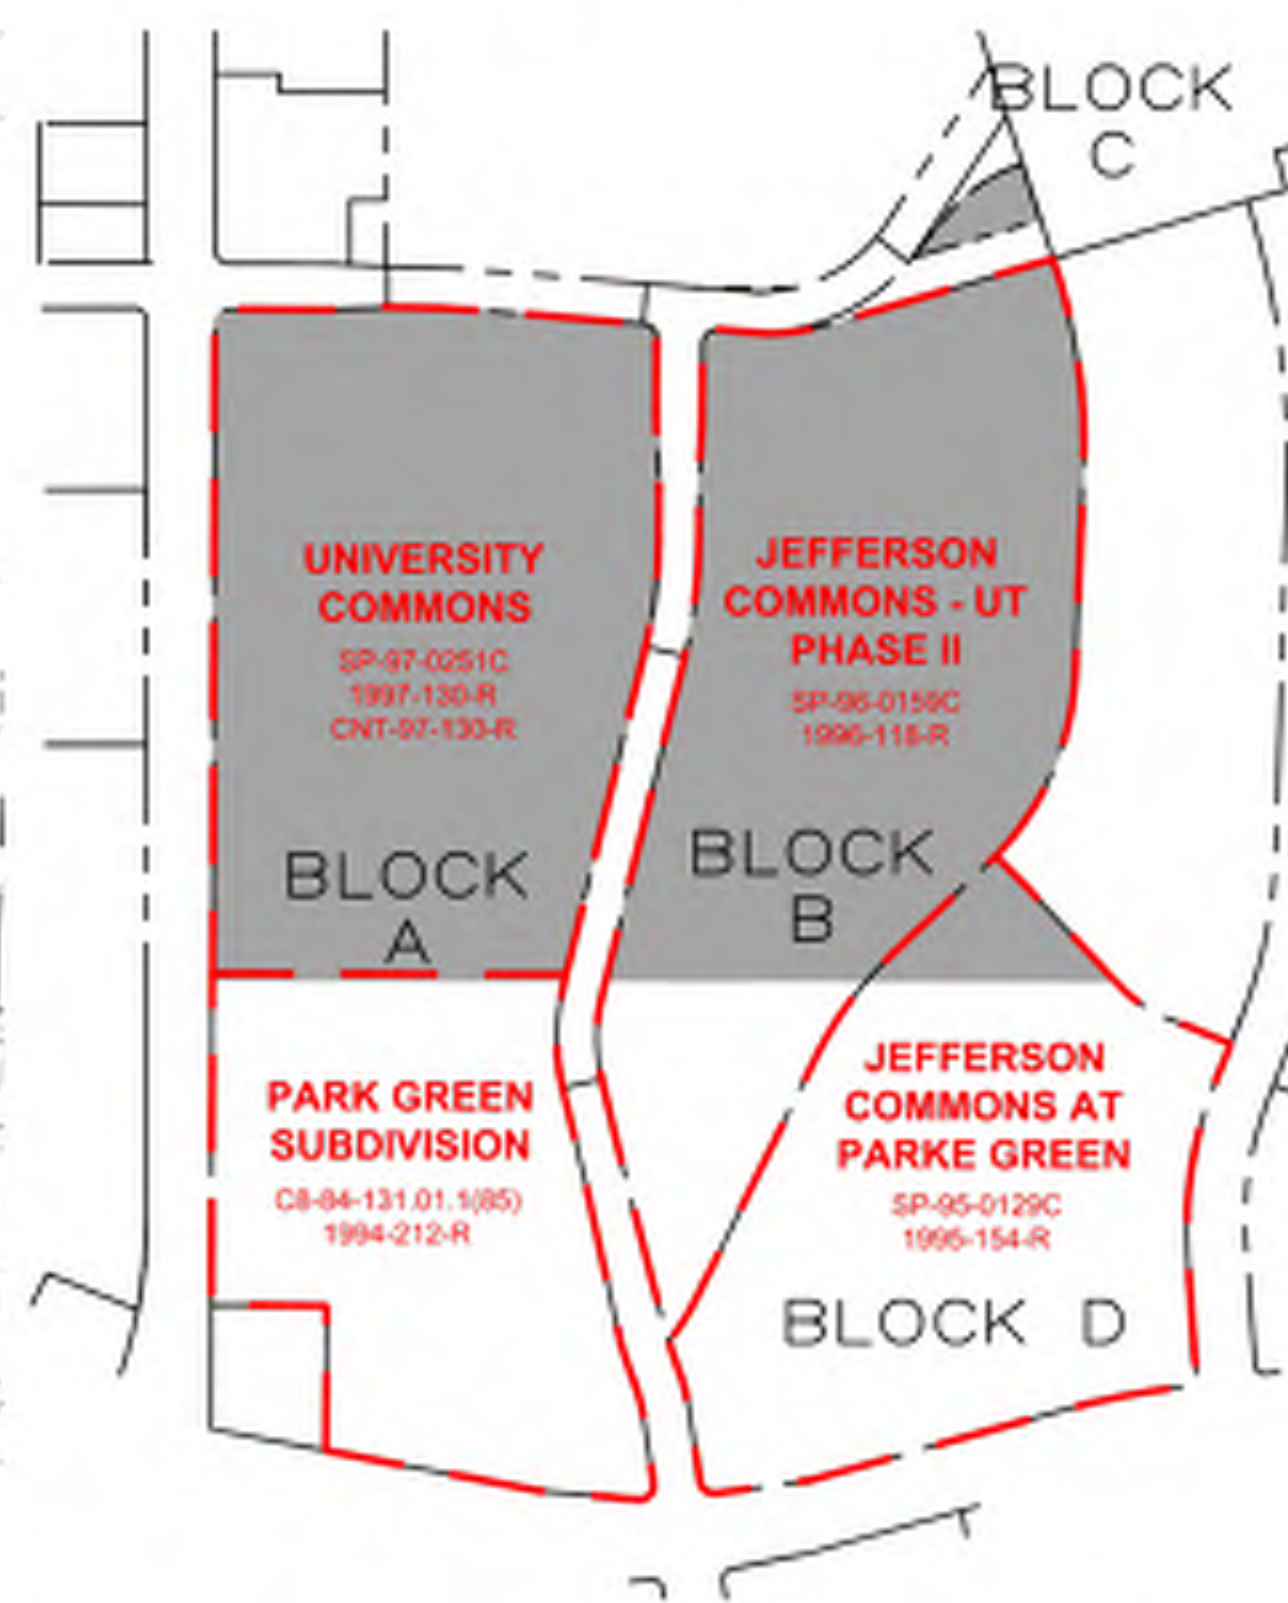 BLOCK
C
UNIVERSITY
COMMONS
SP-97-0251C
1997-130-R
CNT-97-130-R
JEFFERSON
COMMONS - UT
PHASE II
SP-96-0159C
1996-118-R
BLOCK
A
BLOCK
B
PARK GREEN
SUBDIVISION
C8-84-131.01.1(85)
1994-212-R
JEFFERSON
COMMONS AT
PARKE GREEN
SP-95-0129C
1995-154-R
BLOCK D